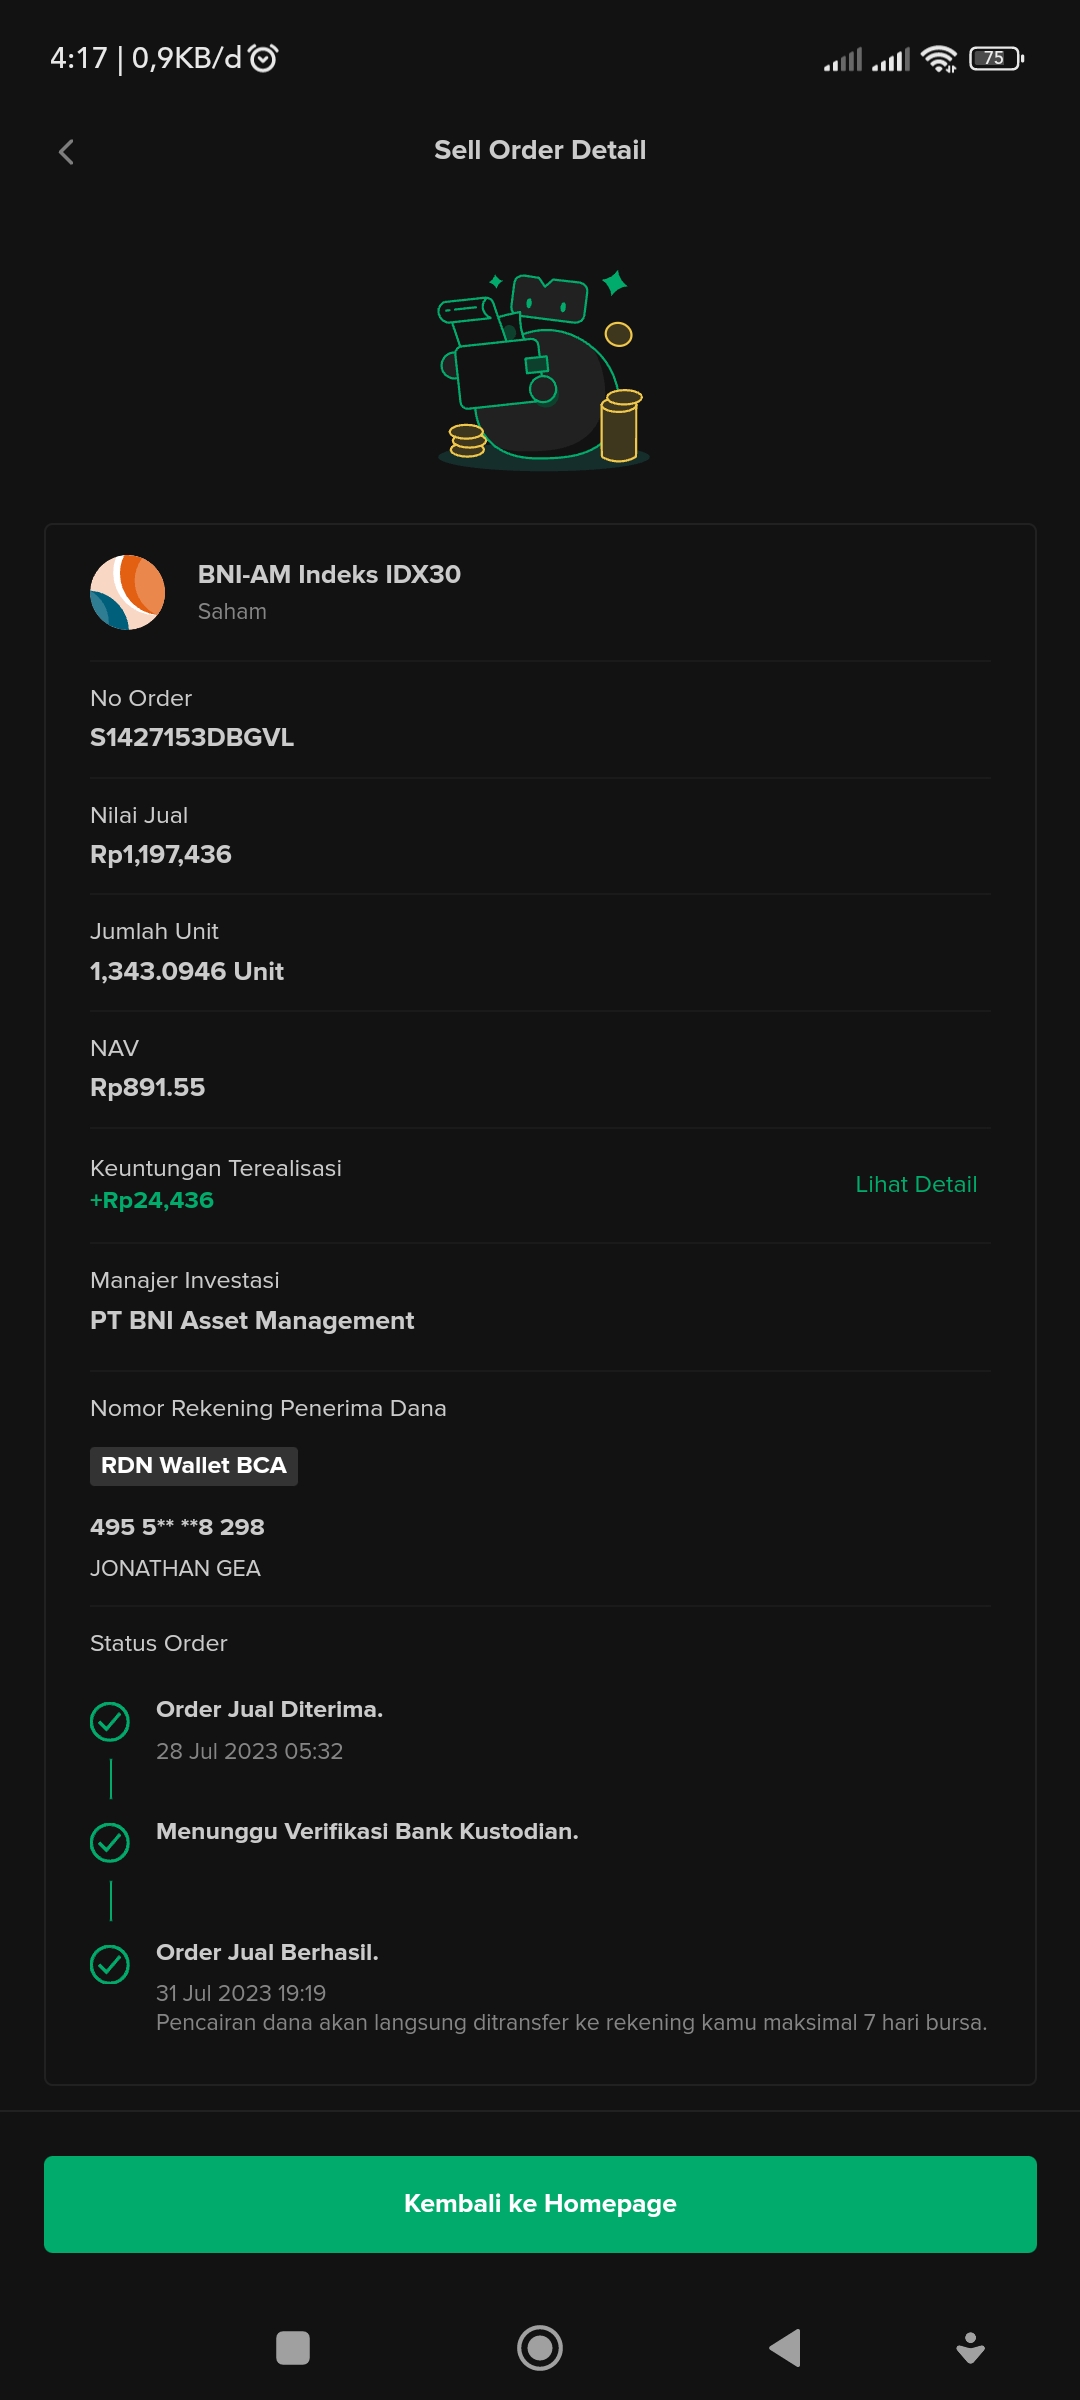 4:17 | 0,9KB/d
75
Sell Order Detail
BNI-AM Indeks IDX30
Saham
No Order
S1427153DBGVL
Nilai Jual
Rp1,197,436
Jumlah Unit
1,343.0946 Unit
NAV
Rp891.55
Keuntungan Terealisasi
+Rp24,436
Lihat Detail
Manajer Investasi
PT BNI Asset Management
Nomor Rekening Penerima Dana
RDN Wallet BCA
495 5** **8 298
JONATHAN GEA
Status Order
Order Jual Diterima.
28 Jul 2023 05:32
Menunggu Verifikasi Bank Kustodian.
Order Jual Berhasil.
31 Jul 2023 19:19
Pencairan dana akan langsung ditransfer ke rekening kamu maksimal 7 hari bursa.
Kembali ke Homepage